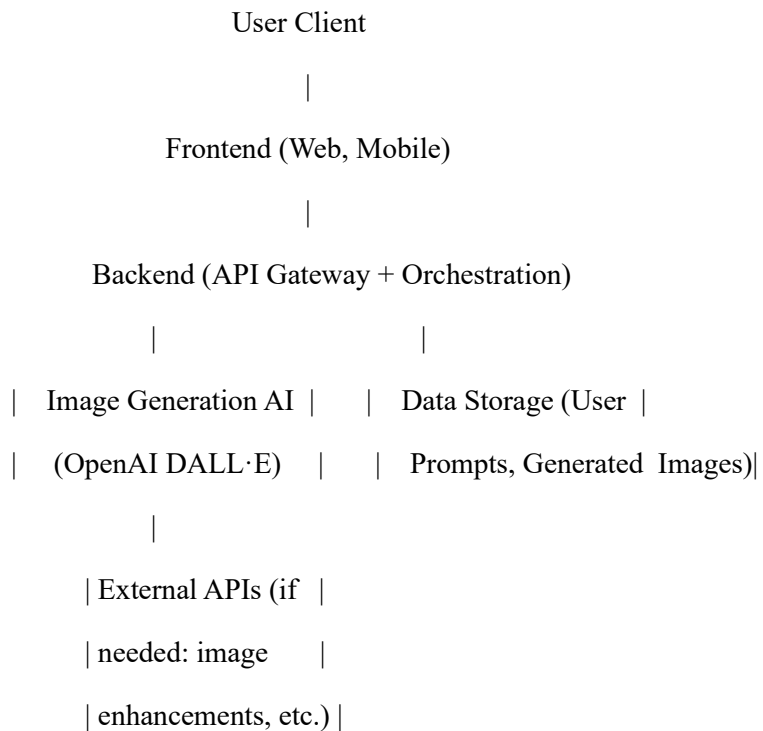 User Client
|
Frontend (Web, Mobile)
|
Backend (API Gateway + Orchestration)
| |
| Image Generation AI | | Data Storage (User |
| (OpenAI DALL·E) | | Prompts, Generated Images)|
|
| External APIs (if |
| needed: image |
| enhancements, etc.) |